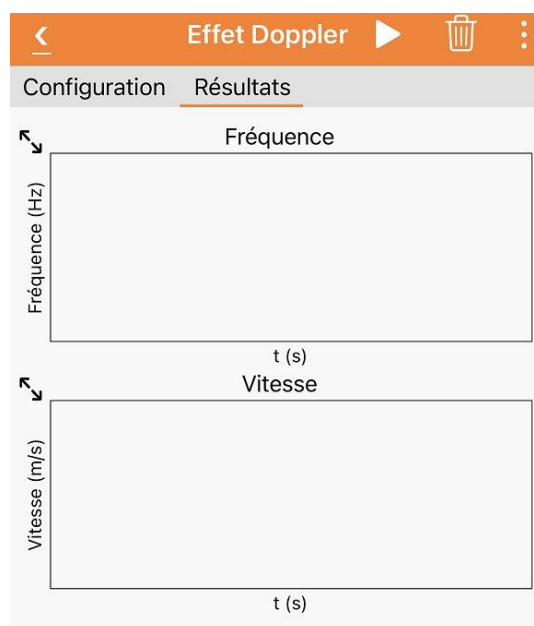 Effet Doppler
Configuration Résultats
Fréquence
Fréquence (Hz)
t (s)
Vitesse
Vitesse (m/s)
t (s)